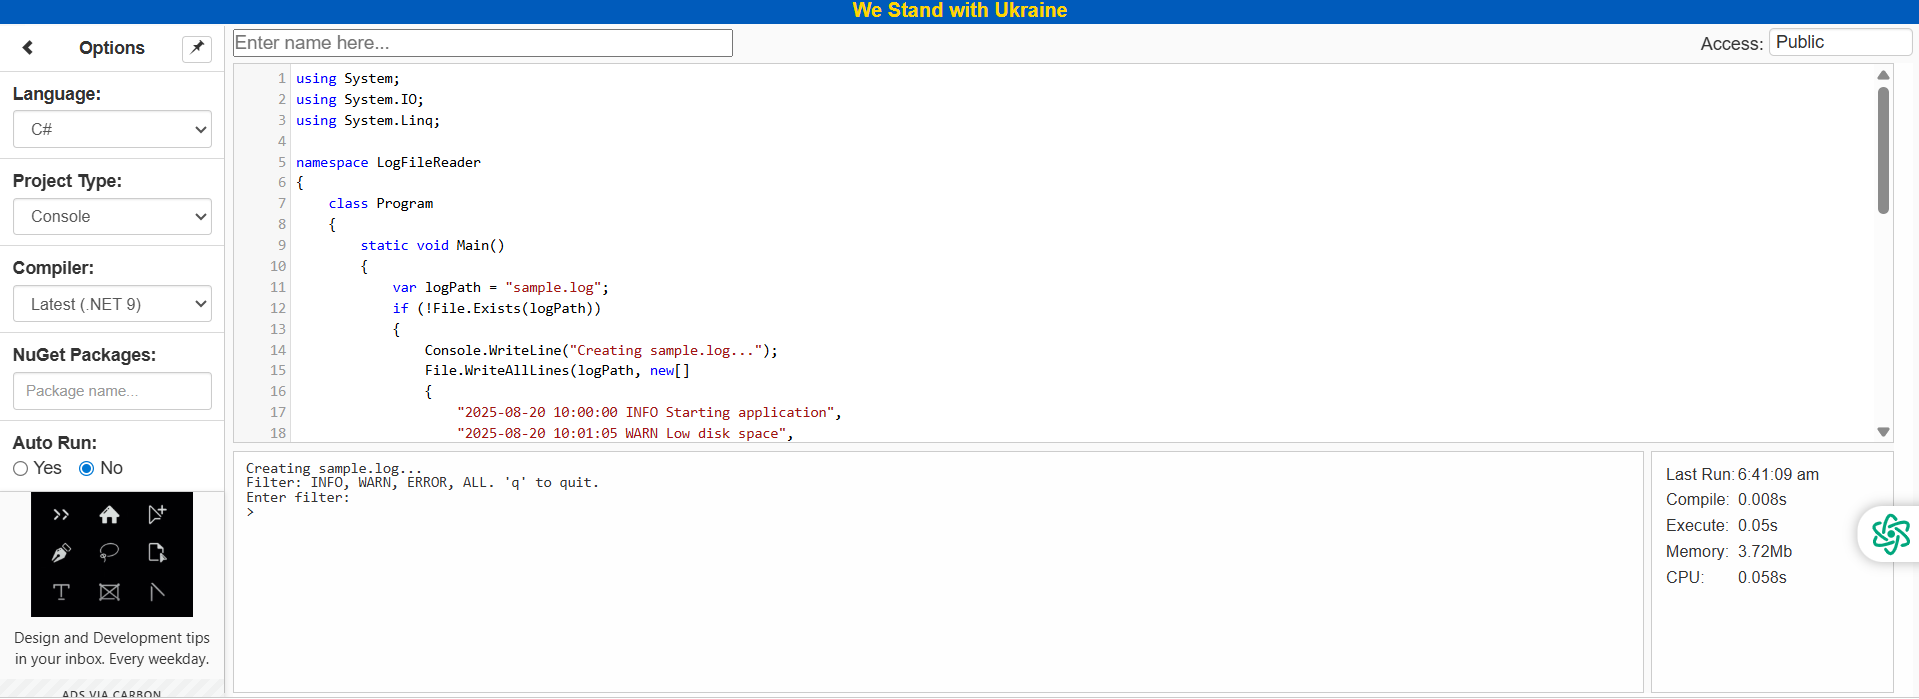 We Stand with Ukraine
Options
Language:
C#
Project Type:
Console
Compiler:
Latest (.NET 9)
NuGet Packages:
Package name...
Auto Run:
Yes No
Design and Development tips
in your inbox. Every weekday.
ADS VIA CARBON
Enter name here...
Access: Public
1 using System;
2 using System.IO;
3 using System.Linq;
4
5 namespace LogFileReader
6 {
7 class Program
8 {
9 static void Main()
10 {
11 var logPath = "sample.log";
12 if (!File.Exists(logPath))
13 {
14 Console.WriteLine("Creating sample.log...");
15 File.WriteAllLines(logPath, new[]
16 {
17 "2025-08-20 10:00:00 INFO Starting application",
18 "2025-08-20 10:01:05 WARN Low disk space",
Creating sample.log...
Filter: INFO, WARN, ERROR, ALL. 'q' to quit.
Enter filter:
>
Last Run: 6:41:09 am
Compile: 0.008s
Execute: 0.05s
Memory: 3.72Mb
CPU: 0.058s